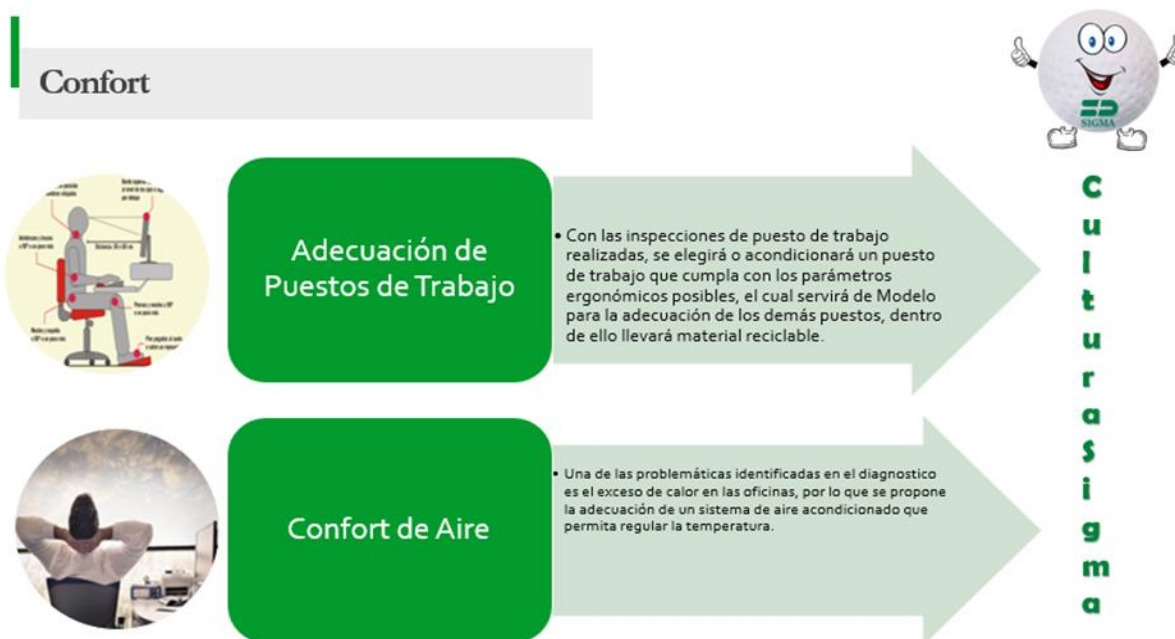 Confort
SIGMA
Adecuación de
Puestos de Trabajo
• Con las inspecciones de puesto de trabajo
realizadas, se elegirá o acondicionará un puesto
de trabajo que cumpla con los parámetros
ergonómicos posibles, el cual servirá de Modelo
para la adecuación de los demás puestos, dentro
de ello llevará material reciclable.
Confort de Aire
• Una de las problemáticas identificadas en el diagnostico
es el exceso de calor en las oficinas, por lo que se propone
la adecuación de un sistema de aire acondicionado que
permita regular la temperatura.
CulturaSigma